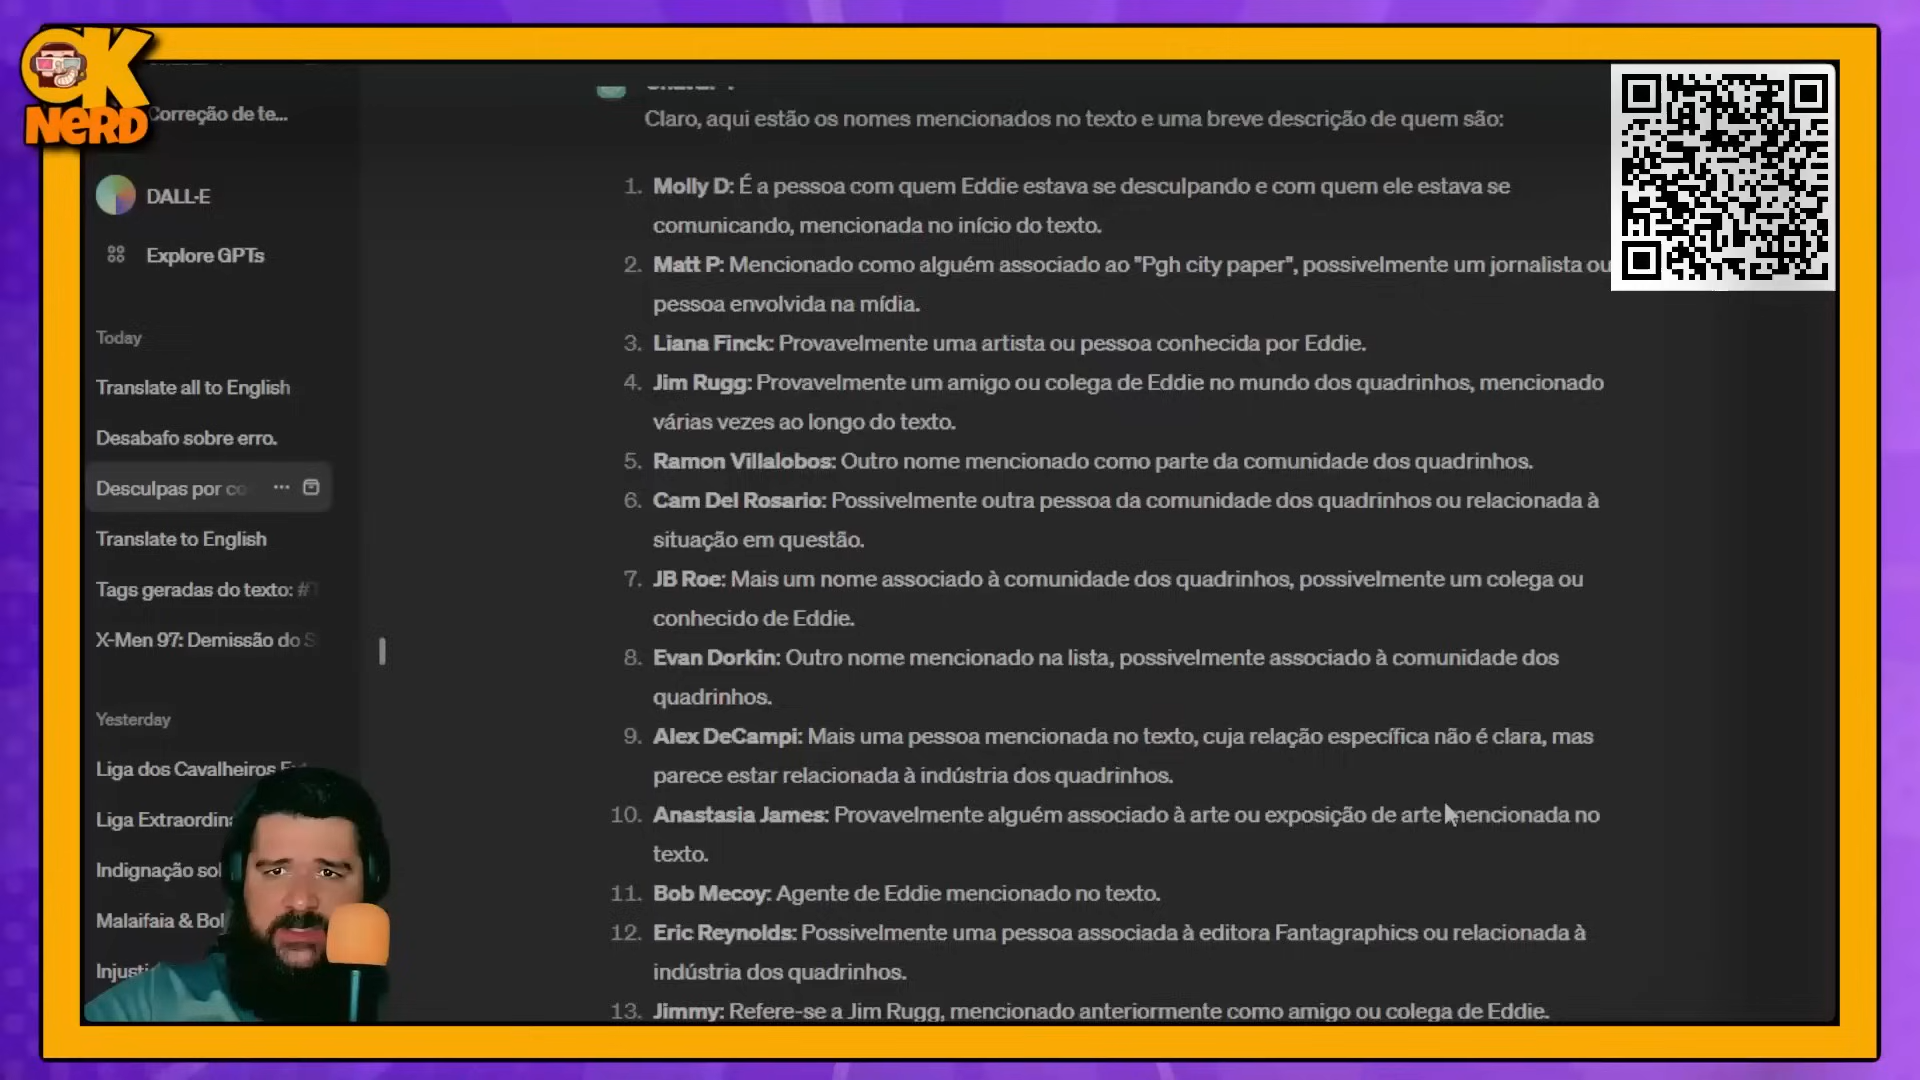 OK
NeRD
Correção de te...
DALL·E
Explore GPTs
Today
Translate all to English
Desabafo sobre erro.
Desculpas por co
Translate to English
Tags geradas do texto: #
X-Men 97: Demissão do S
Yesterday
Liga dos Cavalheiros
Liga Extraordin
Indignação so
Malaifaia & Bol
Injusti
Claro, aqui estão os nomes mencionados no texto e uma breve descrição de quem são:
1. Molly D: É a pessoa com quem Eddie estava se desculpando e com quem ele estava se
comunicando, mencionada no início do texto.
2. Matt P: Mencionado como alguém associado ao "Pgh city paper", possivelmente um jornalista ou
pessoa envolvida na mídia.
3. Liana Finck: Provavelmente uma artista ou pessoa conhecida por Eddie.
4. Jim Rugg: Provavelmente um amigo ou colega de Eddie no mundo dos quadrinhos, mencionado
várias vezes ao longo do texto.
5. Ramon Villalobos: Outro nome mencionado como parte da comunidade dos quadrinhos.
6. Cam Del Rosario: Possivelmente outra pessoa da comunidade dos quadrinhos ou relacionada à
situação em questão.
7. JB Roe: Mais um nome associado à comunidade dos quadrinhos, possivelmente um colega ou
conhecido de Eddie.
8. Evan Dorkin: Outro nome mencionado na lista, possivelmente associado à comunidade dos
quadrinhos.
9. Alex DeCampi: Mais uma pessoa mencionada no texto, cuja relação específica não é clara, mas
parece estar relacionada à indústria dos quadrinhos.
10. Anastasia James: Provavelmente alguém associado à arte ou exposição de arte mencionada no
texto.
11. Bob Mecoy: Agente de Eddie mencionado no texto.
12. Eric Reynolds: Possivelmente uma pessoa associada à editora Fantagraphics ou relacionada à
indústria dos quadrinhos.
13. Jimmy: Refere-se a Jim Rugg, mencionado anteriormente como amigo ou colega de Eddie.